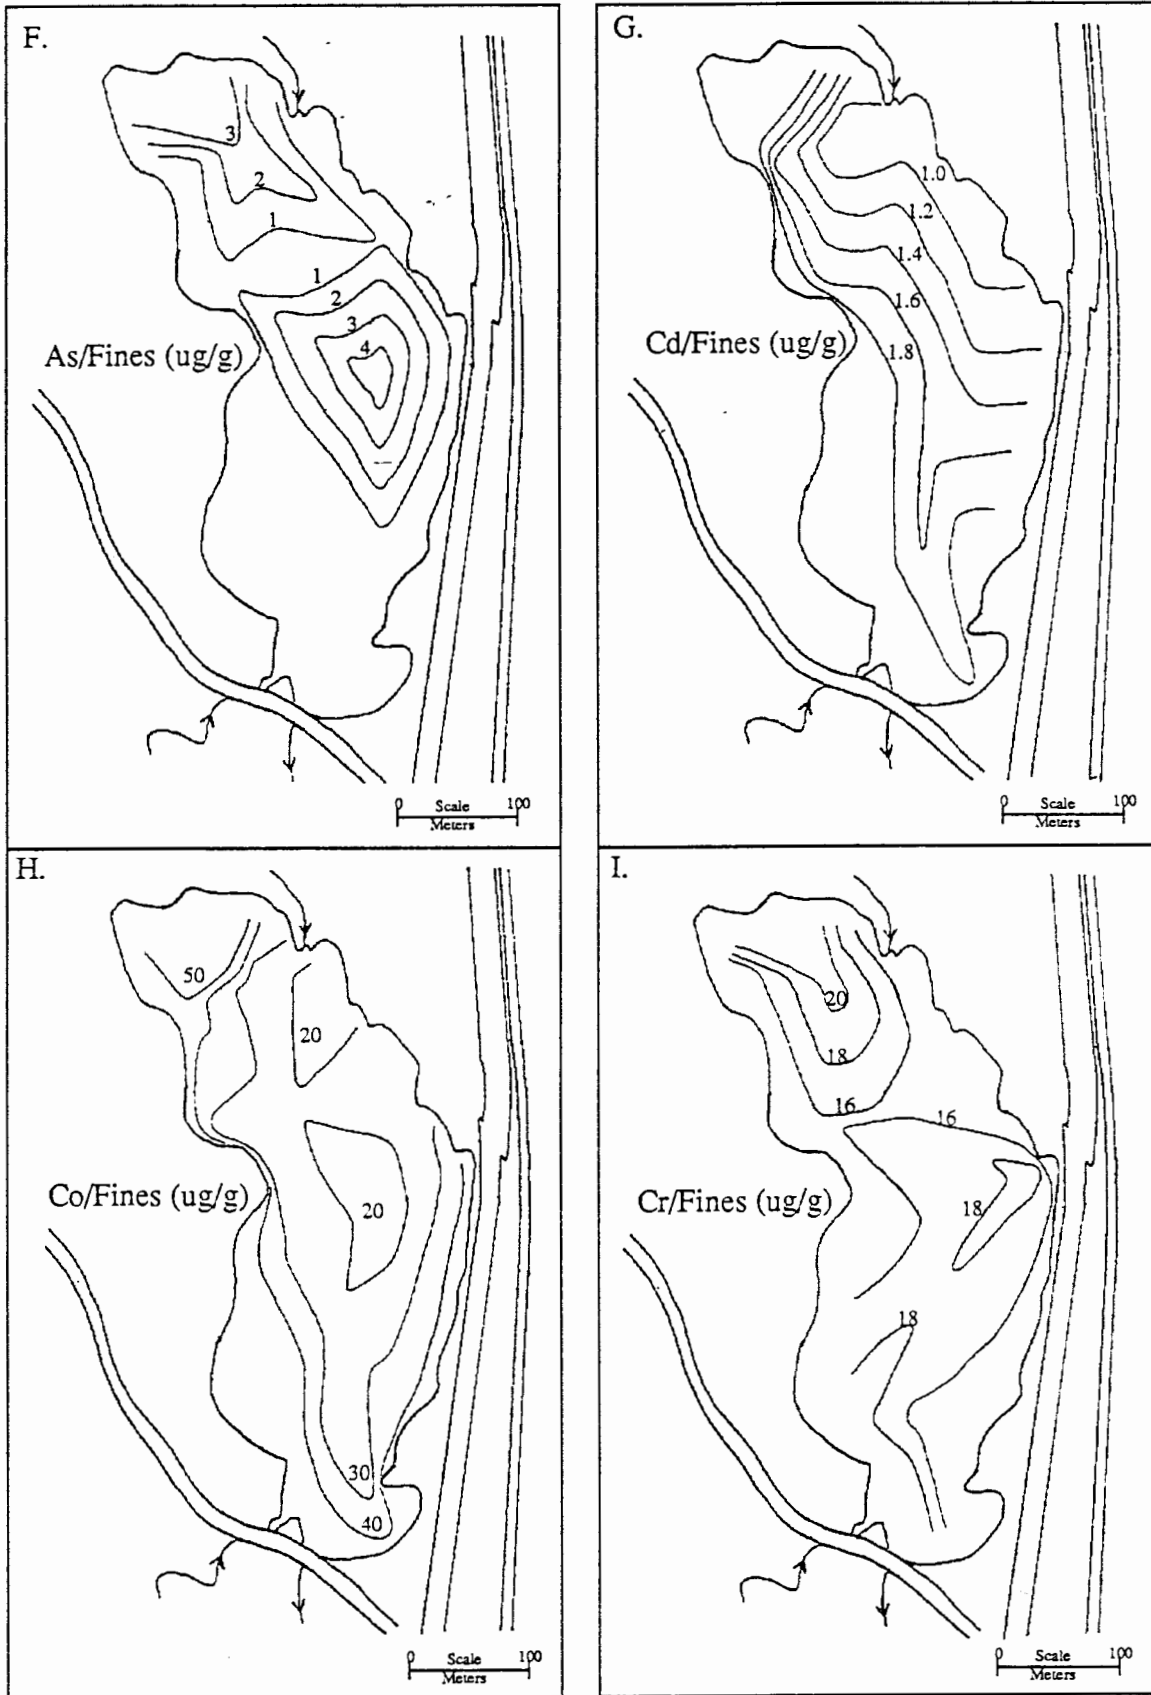 F.
3
2
1
1
2
3
4
As/Fines (ug/g)
0 Scale 100
Meters
G.
1.0
1.2
1.4
1.6
1.8
Cd/Fines (ug/g)
0 Scale 100
Meters
H.
50
20
20
Co/Fines (ug/g)
30
40
0 Scale 100
Meters
I.
20
18
16
16
18
Cr/Fines (ug/g)
18
0 Scale 100
Meters